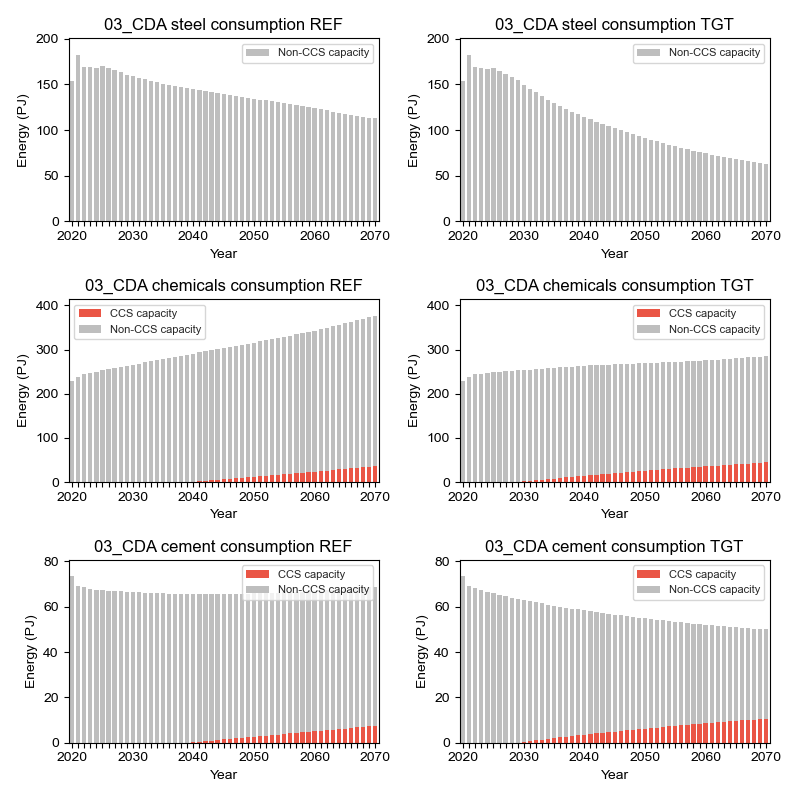 03_CDA steel consumption REF
200
150
100
50
0
Energy (PJ)
Non-CCS capacity
2020 2030 2040 2050 2060 2070
Year
03_CDA steel consumption TGT
200
150
100
50
0
Energy (PJ)
Non-CCS capacity
2020 2030 2040 2050 2060 2070
Year
03_CDA chemicals consumption REF
400
300
200
100
0
Energy (PJ)
CCS capacity
Non-CCS capacity
2020 2030 2040 2050 2060 2070
Year
03_CDA chemicals consumption TGT
400
300
200
100
0
Energy (PJ)
CCS capacity
Non-CCS capacity
2020 2030 2040 2050 2060 2070
Year
03_CDA cement consumption REF
80
60
40
20
0
Energy (PJ)
CCS capacity
Non-CCS capacity
2020 2030 2040 2050 2060 2070
Year
03_CDA cement consumption TGT
80
60
40
20
0
Energy (PJ)
CCS capacity
Non-CCS capacity
2020 2030 2040 2050 2060 2070
Year